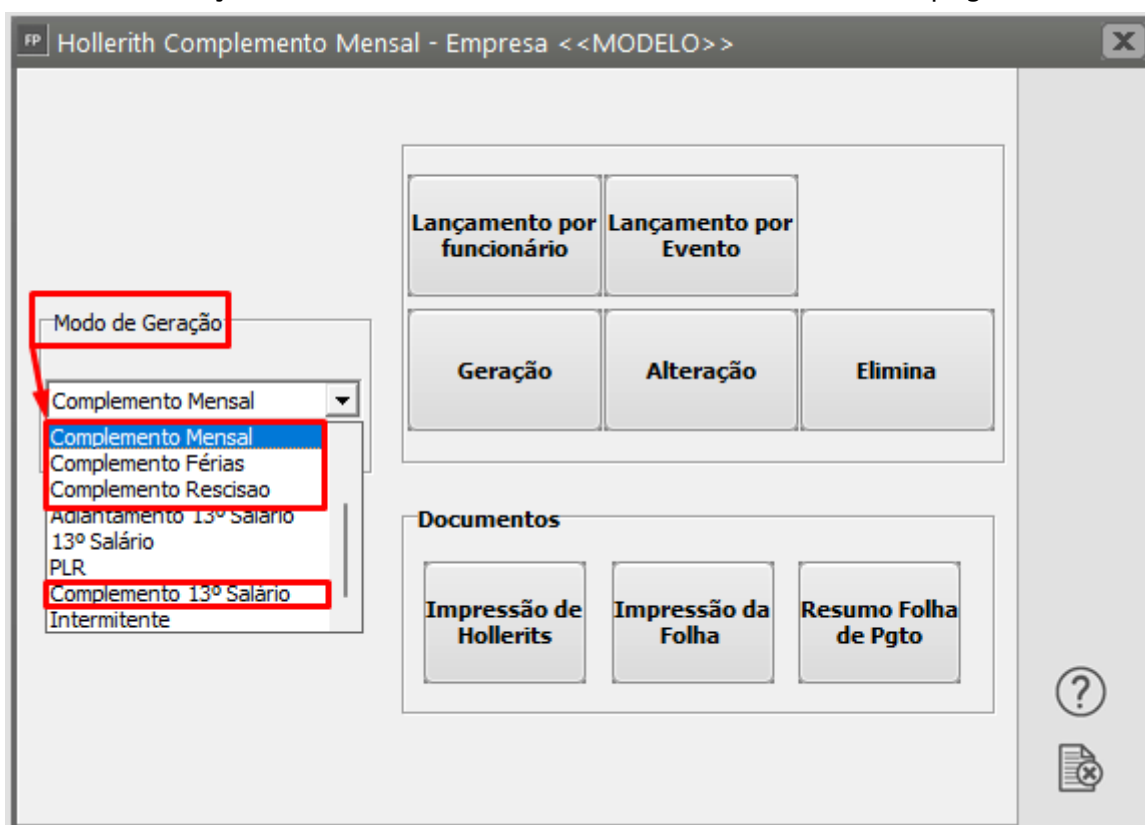 FP Hollerith Complemento Mensal - Empresa <<MODELO>>
Lançamento por funcionário
Lançamento por Evento
Modo de Geração
Complemento Mensal
Complemento Mensal
Complemento Férias
Complemento Rescisao
Adiantamento 13º Salário
13º Salário
PLR
Complemento 13º Salário
Intermitente
Geração
Alteração
Elimina
Documentos
Impressão de Hollerits
Impressão da Folha
Resumo Folha de Pgto
?